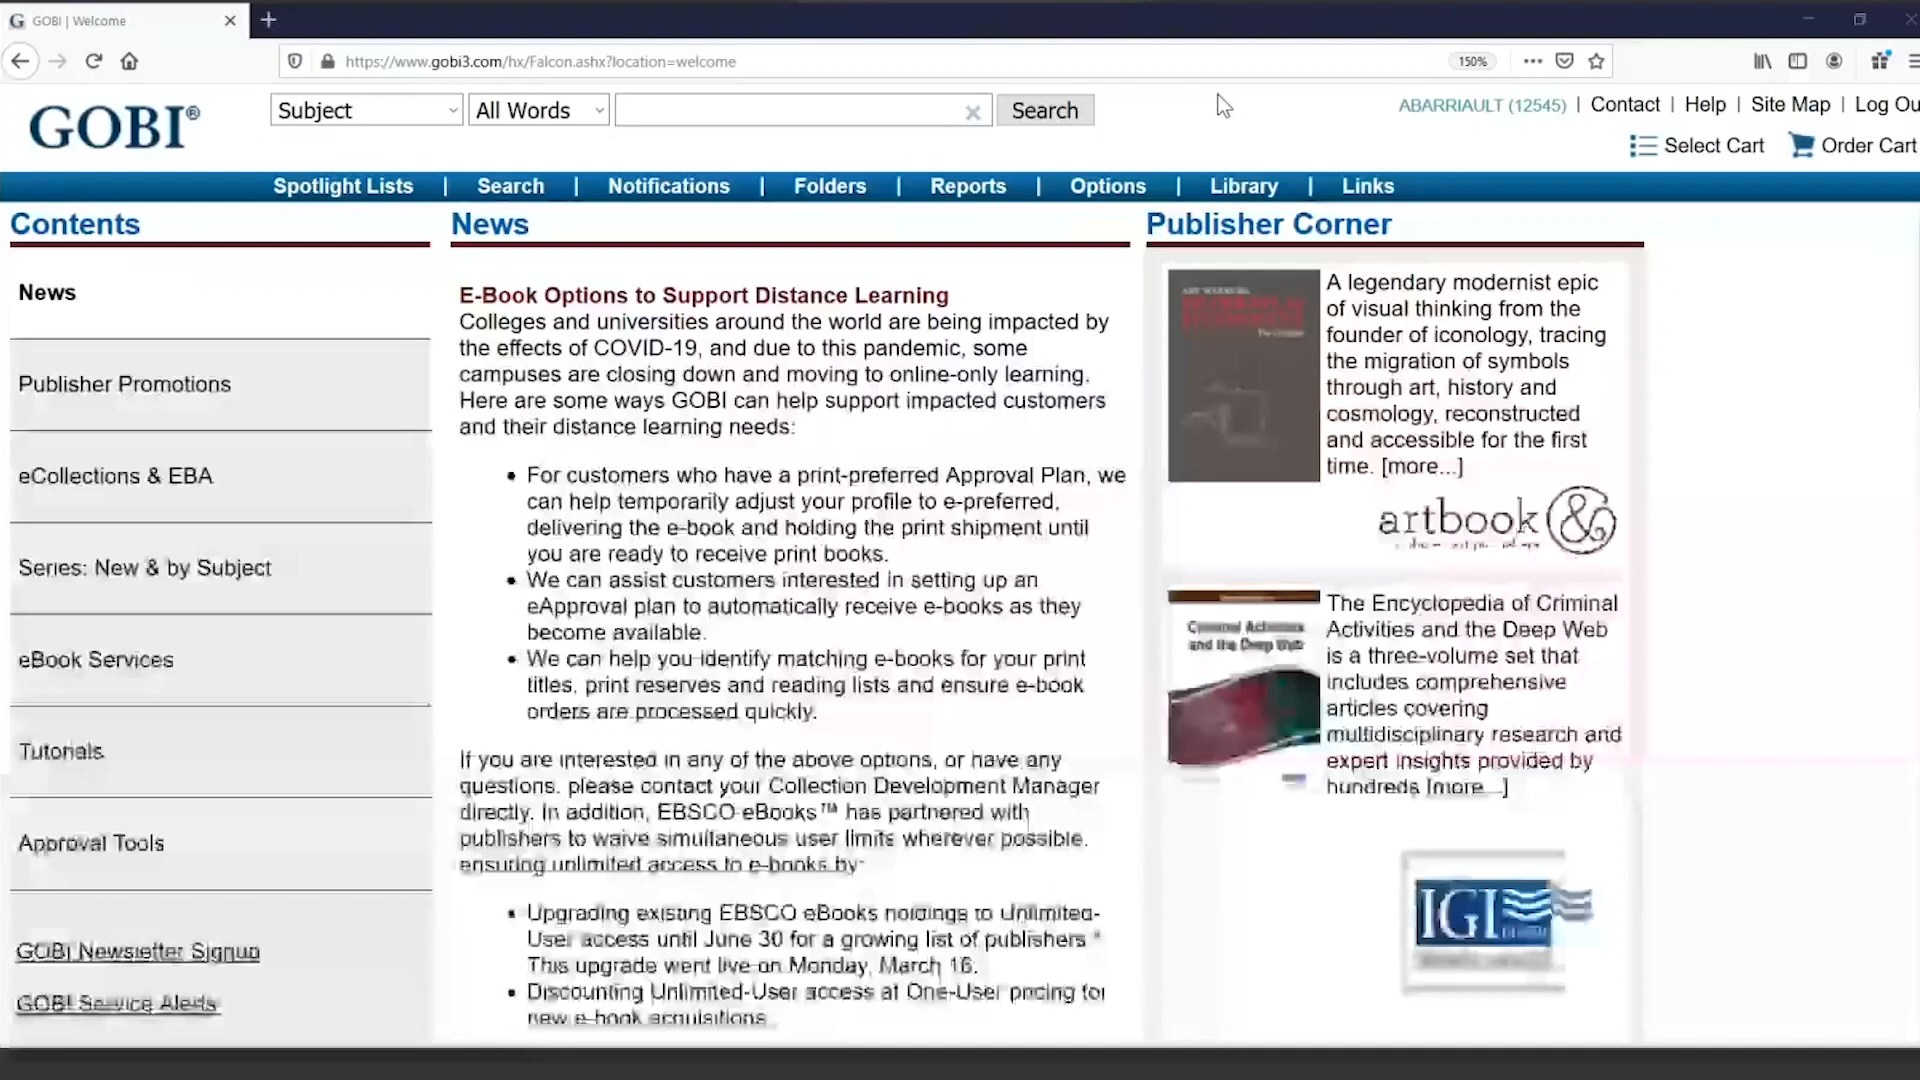 GOBI | Welcome
https://www.gobi3.com/hx/Falcon.ashx?location=welcome
150%
GOBI®
Subject
All Words
Search
ABARRIAULT (12545) | Contact | Help | Site Map | Log Ou
Select Cart
Order Cart
Spotlight Lists | Search | Notifications | Folders | Reports | Options | Library | Links
Contents
News
Publisher Promotions
eCollections & EBA
Series: New & by Subject
eBook Services
Tutorials
Approval Tools
GOBI Newsletter Signup
GOBI Service Alerts
News
E-Book Options to Support Distance Learning
Colleges and universities around the world are being impacted by
the effects of COVID-19, and due to this pandemic, some
campuses are closing down and moving to online-only learning.
Here are some ways GOBI can help support impacted customers
and their distance learning needs:
• For customers who have a print-preferred Approval Plan, we
can help temporarily adjust your profile to e-preferred,
delivering the e-book and holding the print shipment until
you are ready to receive print books.
• We can assist customers interested in setting up an
eApproval plan to automatically receive e-books as they
become available.
• We can help you identify matching e-books for your print
titles, print reserves and reading lists and ensure e-book
orders are processed quickly.
If you are interested in any of the above options, or have any
questions, please contact your Collection Development Manager
directly. In addition, EBSCO eBooks™ has partnered with
publishers to waive simultaneous user limits wherever possible,
ensuring unlimited access to e-books by:
• Upgrading existing EBSCO eBooks holdings to Unlimited-
User access until June 30 for a growing list of publishers.*
This upgrade went live on Monday, March 16.
• Discounting Unlimited-User access at One-User pricing for
new e-book acquisitions.
Publisher Corner
A legendary modernist epic
of visual thinking from the
founder of iconology, tracing
the migration of symbols
through art, history and
cosmology, reconstructed
and accessible for the first
time. [more...]
artbook &
Criminal Activities
and the Deep Web
The Encyclopedia of Criminal
Activities and the Deep Web
is a three-volume set that
includes comprehensive
articles covering
multidisciplinary research and
expert insights provided by
hundreds [more...]
IGI